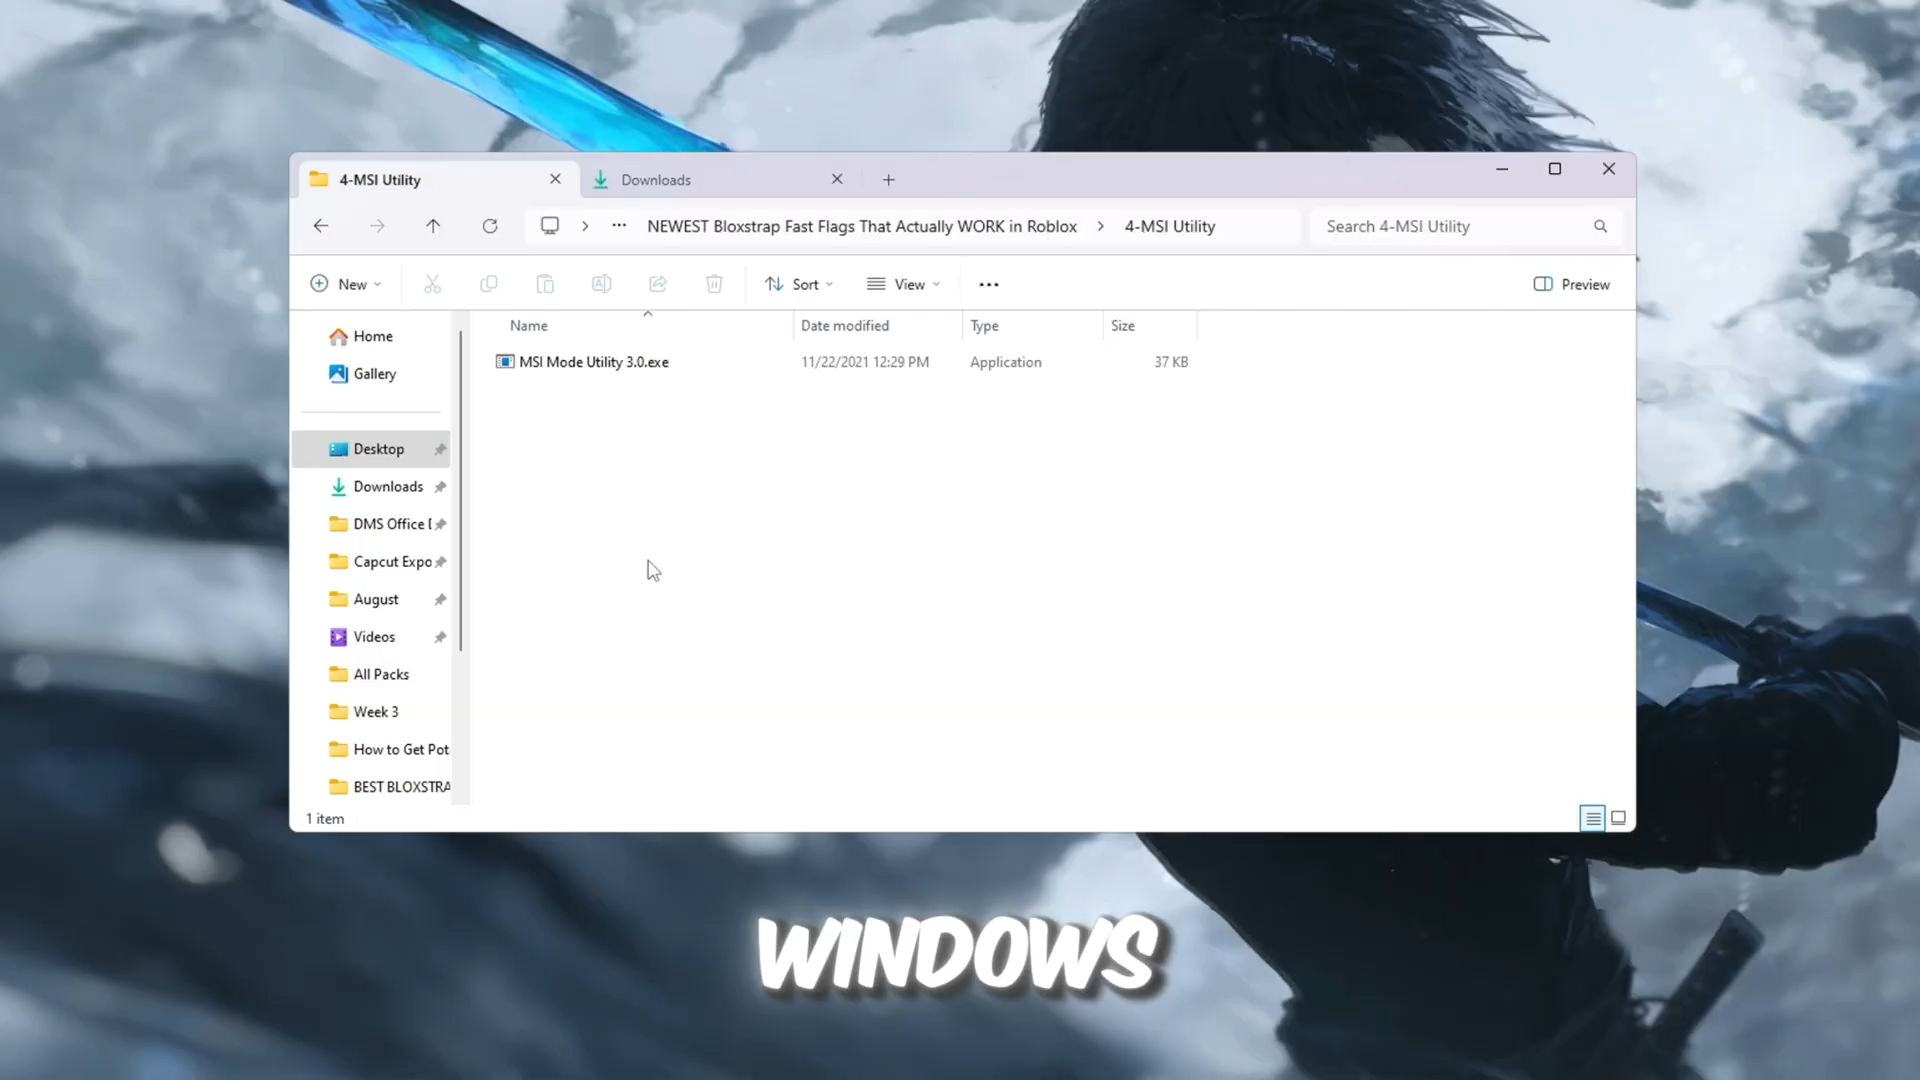 4-MSI Utility
Downloads
NEWEST Bloxstrap Fast Flags That Actually WORK in Roblox
4-MSI Utility
Search 4-MSI Utility
New
Sort
View
Preview
Name
Date modified
Type
Size
MSI Mode Utility 3.0.exe
11/22/2021 12:29 PM
Application
37 KB
Home
Gallery
Desktop
Downloads
DMS Office
Capcut Expo
August
Videos
All Packs
Week 3
How to Get Pot
BEST BLOXSTRA
1 item
WINDOWS